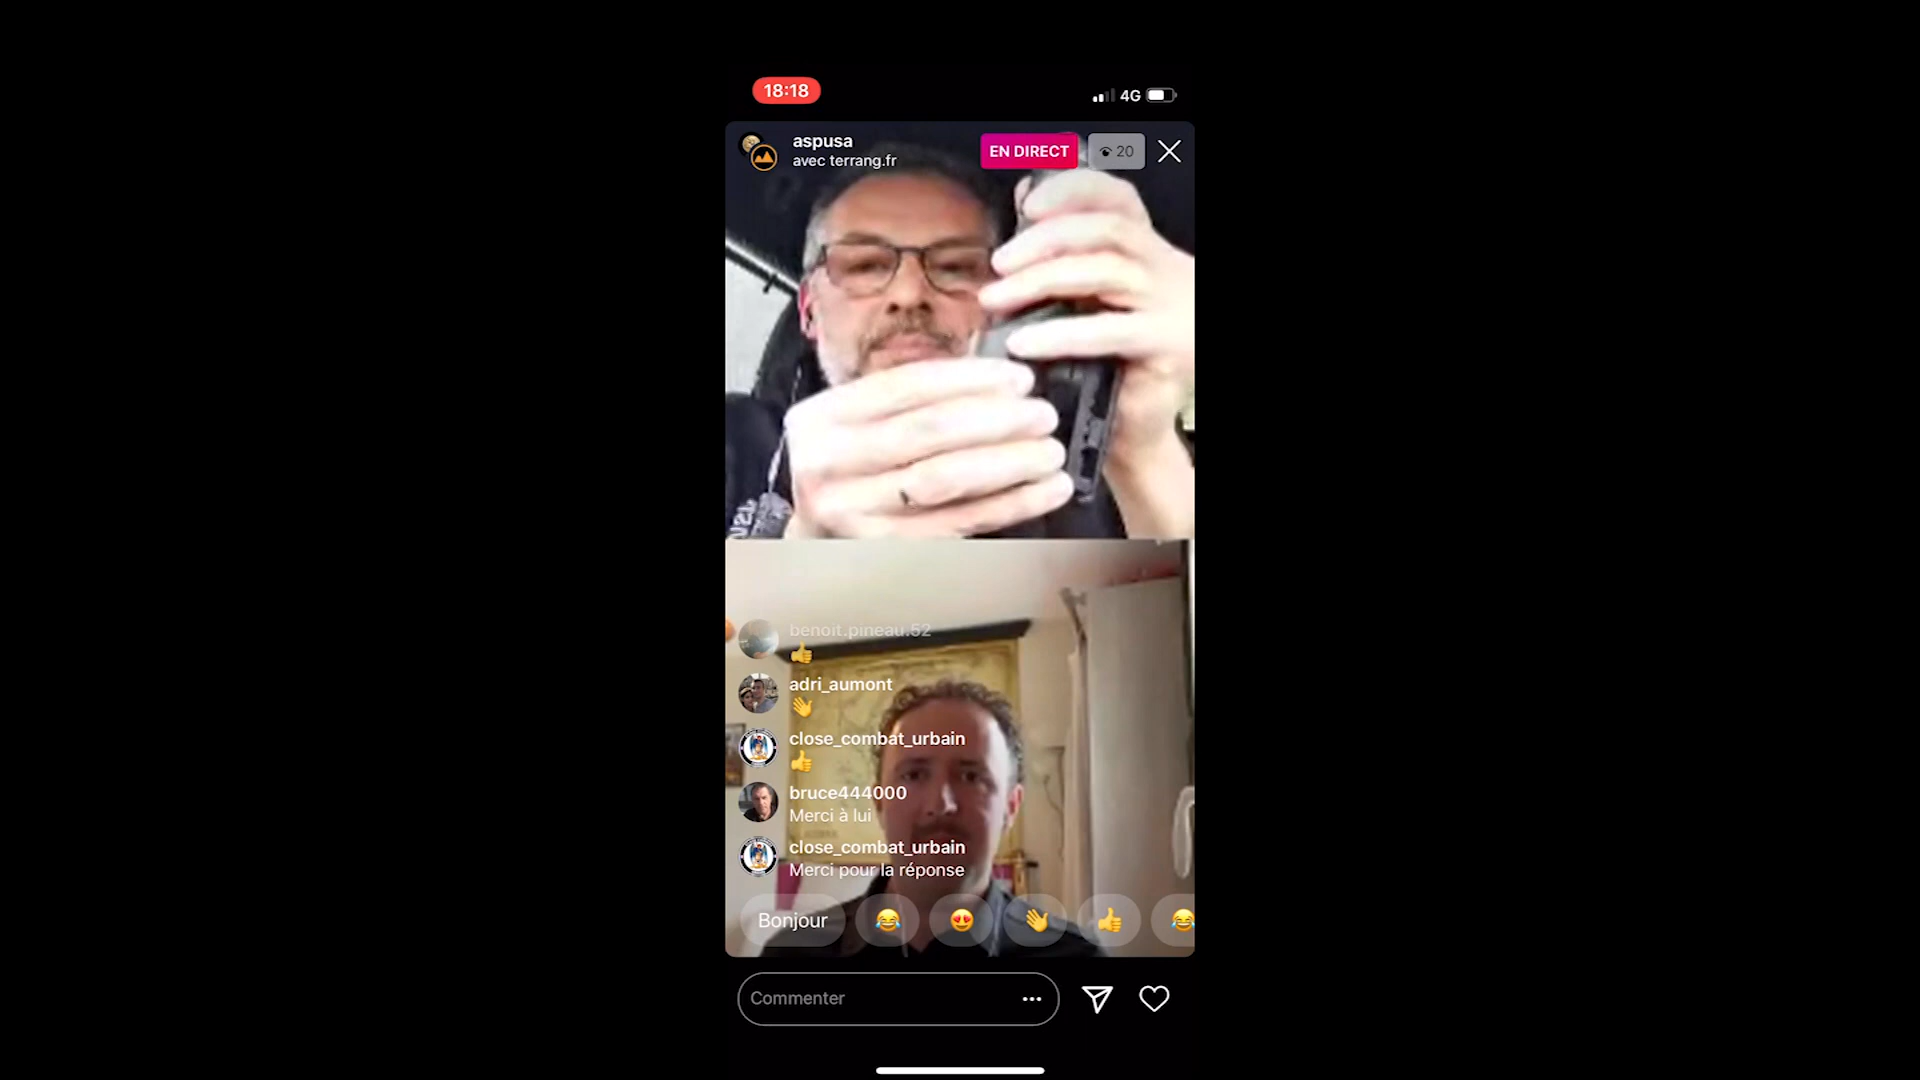 18:18
4G
aspusa
avec terrang.fr
EN DIRECT
20
benoit.pineau.52
👍
adri_aumont
👋
close_combat_urbain
👍
bruce444000
Merci à lui
close_combat_urbain
Merci pour la réponse
Bonjour 😂 😍 👋 👍 😂
Commenter